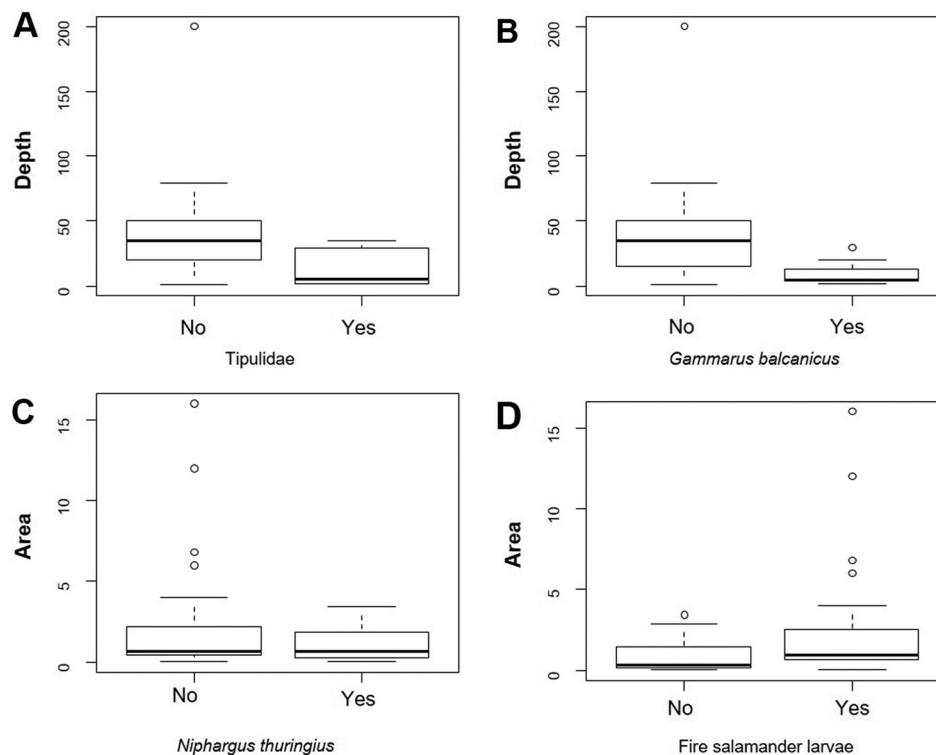 A
Depth
200
150
100
50
0
No
Yes
Tipulidae
B
Depth
200
150
100
50
0
No
Yes
Gammarus balcanicus
C
Area
15
10
5
0
No
Yes
Niphargus thuringius
D
Area
15
10
5
0
No
Yes
Fire salamander larvae